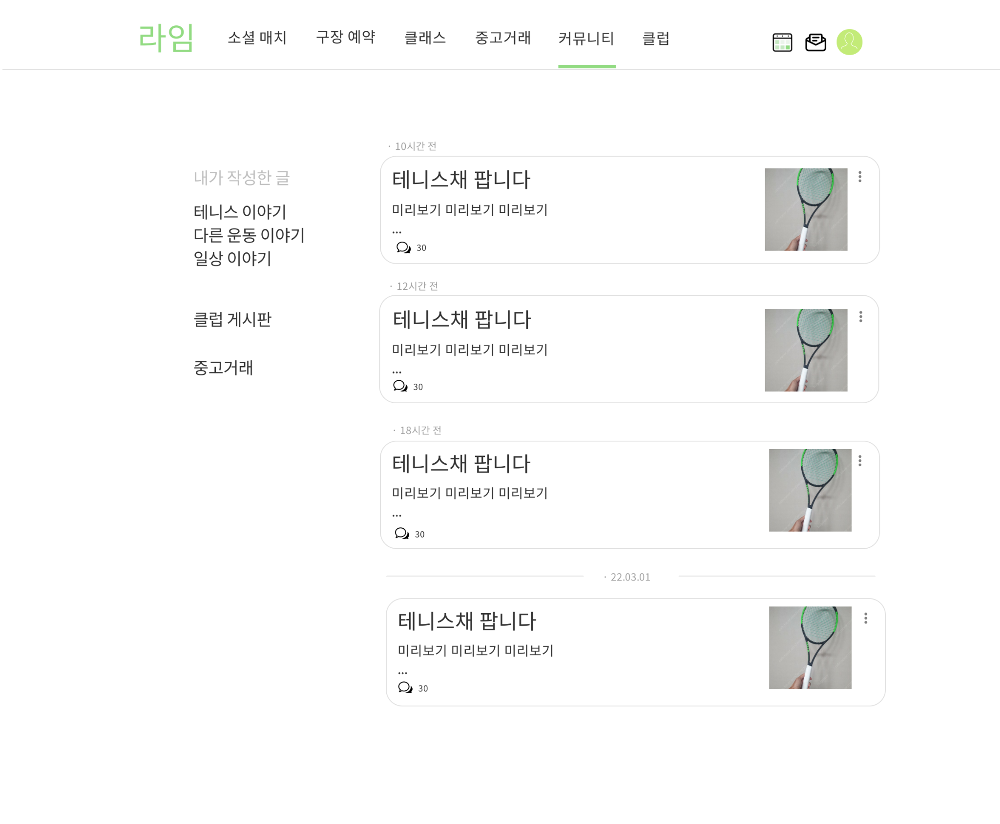 라임
소셜 매치
구장 예약
클래스
중고거래
커뮤니티
클럽
내가 작성한 글
테니스 이야기
다른 운동 이야기
일상 이야기
클럽 게시판
중고거래
· 10시간 전
테니스채 팝니다
미리보기 미리보기 미리보기
...
30
· 12시간 전
테니스채 팝니다
미리보기 미리보기 미리보기
...
30
· 18시간 전
테니스채 팝니다
미리보기 미리보기 미리보기
...
30
· 22.03.01
테니스채 팝니다
미리보기 미리보기 미리보기
...
30